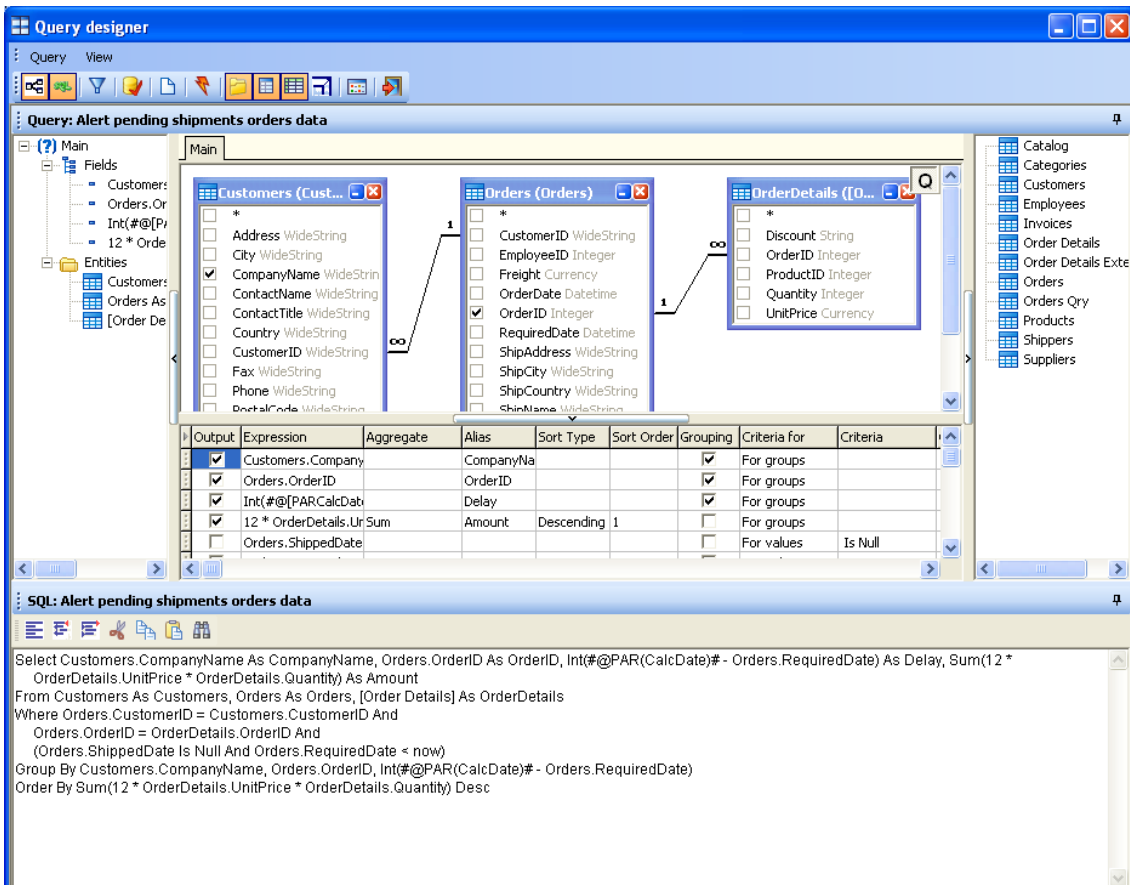 Query designer
Query View
SQL
Query: Alert pending shipments orders data
(?) Main
Fields
Customers
Orders.Or
Int(#@[PA
12 * Orde
Entities
Customers
Orders As
[Order De
Main
Customers (Cust...
*
Address WideString
City WideString
CompanyName WideStrin
ContactName WideString
ContactTitle WideString
Country WideString
CustomerID WideString
Fax WideString
Phone WideString
PostalCode WideString
1
∞
Orders (Orders)
*
CustomerID WideString
EmployeeID Integer
Freight Currency
OrderDate Datetime
OrderID Integer
RequiredDate Datetime
ShipAddress WideString
ShipCity WideString
ShipCountry WideString
ShipName WideString
∞
1
OrderDetails ([O...
Q
*
Discount String
OrderID Integer
ProductID Integer
Quantity Integer
UnitPrice Currency
Catalog
Categories
Customers
Employees
Invoices
Order Details
Order Details Exte
Orders
Orders Qry
Products
Shippers
Suppliers
Output Expression Aggregate Alias Sort Type Sort Order Grouping Criteria for Criteria
Customers.Company CompanyNa For groups
Orders.OrderID OrderID For groups
Int(#@[PARCalcDate Delay For groups
12 * OrderDetails.Ur Sum Amount Descending 1 For groups
Orders.ShippedDate For values Is Null
SQL: Alert pending shipments orders data
Select Customers.CompanyName As CompanyName, Orders.OrderID As OrderID, Int(#@PAR(CalcDate)# - Orders.RequiredDate) As Delay, Sum(12 *
OrderDetails.UnitPrice * OrderDetails.Quantity) As Amount
From Customers As Customers, Orders As Orders, [Order Details] As OrderDetails
Where Orders.CustomerID = Customers.CustomerID And
Orders.OrderID = OrderDetails.OrderID And
(Orders.ShippedDate Is Null And Orders.RequiredDate < now)
Group By Customers.CompanyName, Orders.OrderID, Int(#@PAR(CalcDate)# - Orders.RequiredDate)
Order By Sum(12 * OrderDetails.UnitPrice * OrderDetails.Quantity) Desc